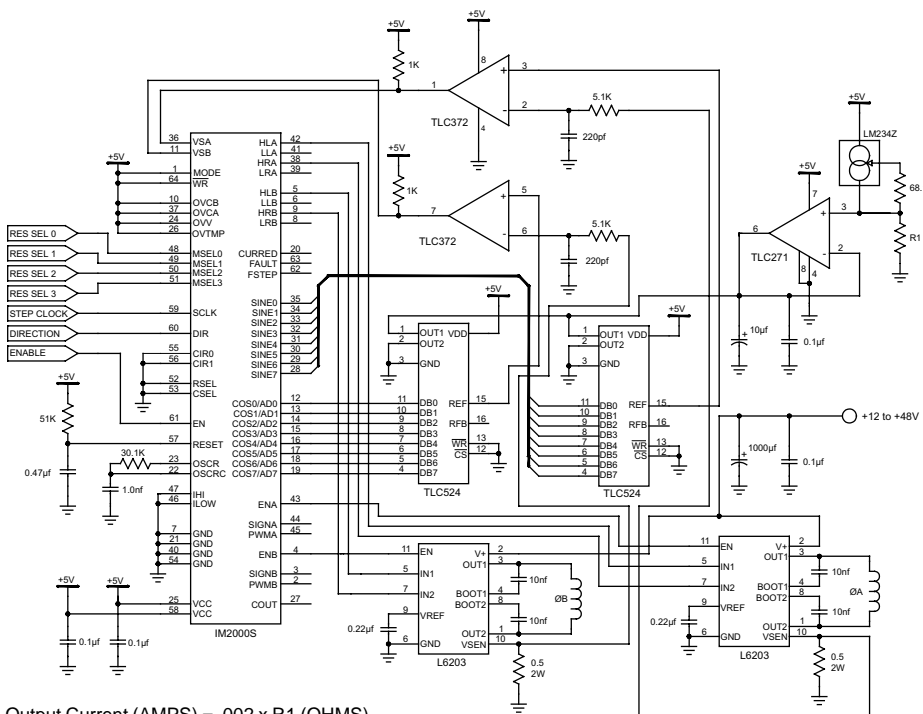 +5V
+5V
1K
8
3
1
+
-
2
5.1K
4
TLC372
220pf
+5V
LM234Z
68.
R1
+5V
7
3
6
+
-
2
8
4
TLC271
+5V
1K
7
5
+
-
6
5.1K
TLC372
220pf
36 VSA
11 VSB
+5V
1 MODE
64 WR
10 OVCB
37 OVCA
24 OVV
26 OVTMP
RES SEL 0
RES SEL 1
RES SEL 2
RES SEL 3
STEP CLOCK
DIRECTION
ENABLE
48 MSEL0
49 MSEL1
50 MSEL2
51 MSEL3
59 SCLK
60 DIR
55 CIR0
56 CIR1
52 RSEL
53 CSEL
61 EN
57 RESET
23 OSCR
22 OSCRC
47 IHI
46 ILOW
7 GND
21 GND
40 GND
54 GND
25 VCC
58 VCC
+5V
51K
0.47µf
30.1K
1.0nf
+5V
+5V
0.1µf
0.1µf
HLA 42
LLA 41
HRA 38
LRA 39
HLB 5
LLB 6
HRB 9
LRB 8
CURRED 20
FAULT 63
FSTEP 62
SINE0 35
SINE1 34
SINE2 33
SINE3 32
SINE4 31
SINE5 30
SINE6 29
SINE7 28
COS0/AD0 12
COS1/AD1 13
COS2/AD2 14
COS3/AD3 15
COS4/AD4 16
COS5/AD5 17
COS6/AD6 18
COS7/AD7 19
ENA 43
SIGNA 44
PWMA 45
ENB 4
SIGNB 3
PWMB 2
COUT 27
IM2000S
+5V
1 OUT1 VDD
2 OUT2
3 GND
11 DB0 REF 15
10 DB1
9 DB2 RFB 16
8 DB3
7 DB4 WR 13
6 DB5 CS 12
5 DB6
4 DB7
TLC524
+5V
1 OUT1 VDD
2 OUT2
3 GND
11 DB0 REF 15
10 DB1
9 DB2 RFB 16
8 DB3
7 DB4 WR 13
6 DB5 CS 12
5 DB6
4 DB7
TLC524
+
10µf
0.1µf
+12 to +48V
+
1000µf
0.1µf
11 EN V+ 2
OUT1 3
5 IN1
7 IN2 BOOT1 4
BOOT2 8
9 VREF
OUT2 1
6 GND VSEN 10
L6203
10nf
10nf
ØB
0.22µf
0.5
2W
11 EN V+ 2
OUT1 3
5 IN1
7 IN2 BOOT1 4
BOOT2 8
9 VREF
OUT2 1
6 GND VSEN 10
L6203
10nf
10nf
ØA
0.22µf
0.5
2W
Output Current (AMPS) = .002 x R1 (OHMS)